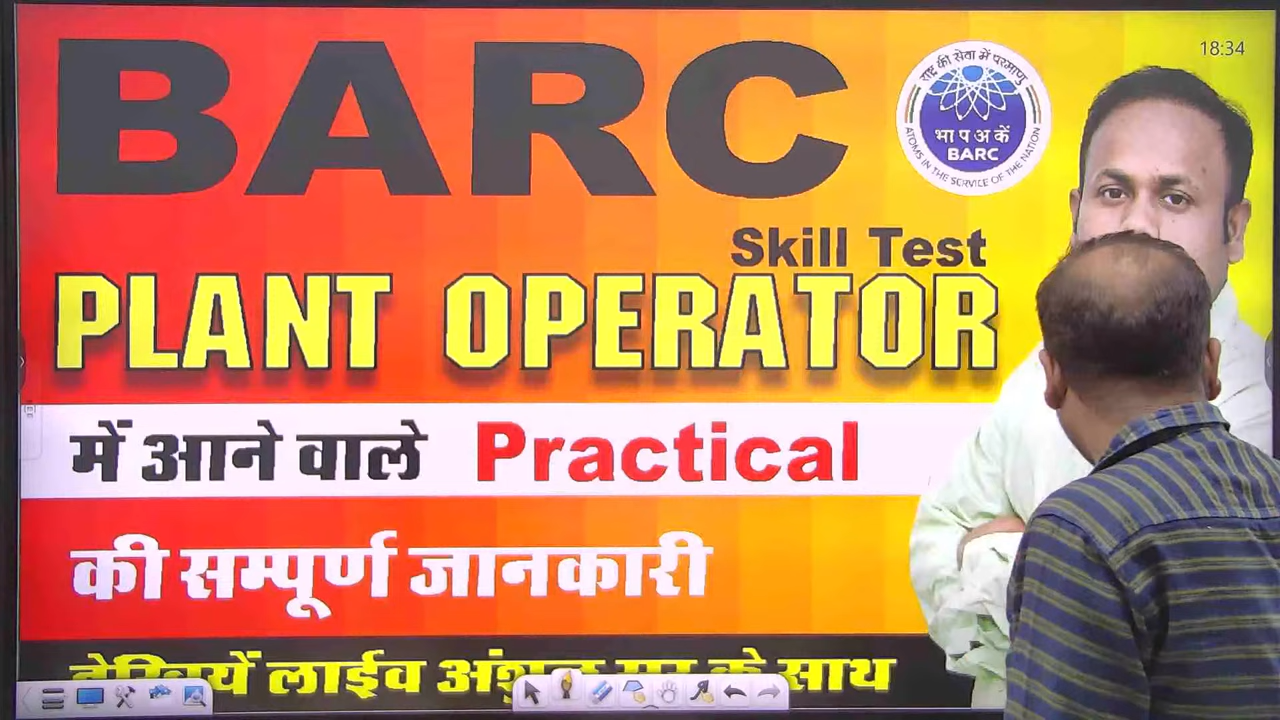 BARC
18:34
राष्ट्र की सेवा में परमाणु
भा प अ कें
BARC
ATOMS IN THE SERVICE OF THE NATION
Skill Test
PLANT OPERATOR
में आने वाले Practical
की सम्पूर्ण जानकारी
लाईव के साथ